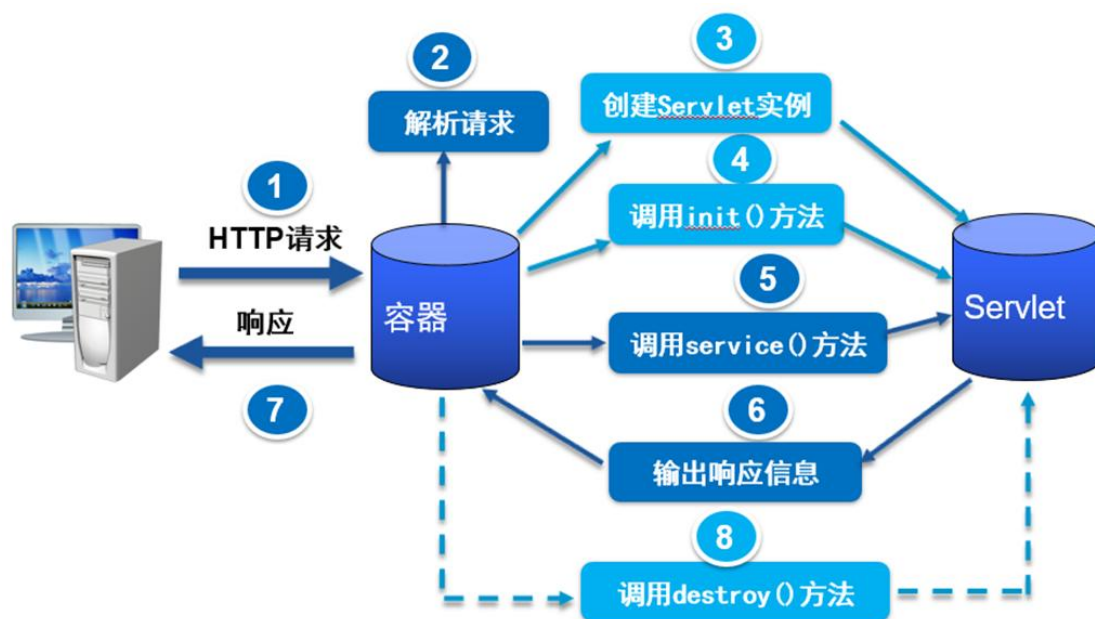 3
2
创建Servlet实例
解析请求
4
1
调用init()方法
HTTP请求
5
容器
Servlet
响应
调用service()方法
7
6
输出响应信息
8
调用destroy()方法